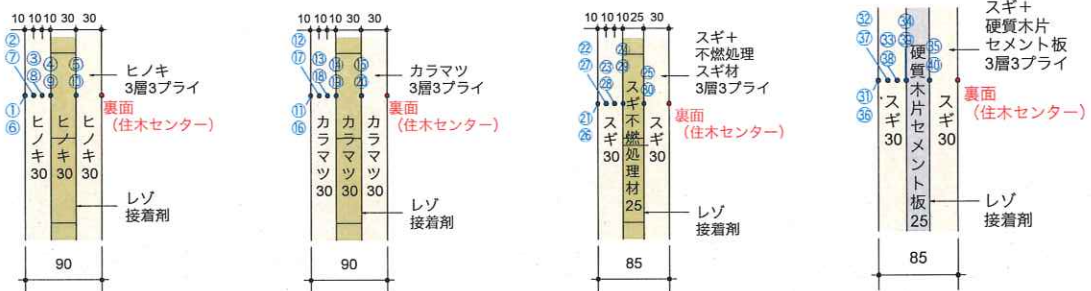 10 10 10 30 30
② ③ ④ ⑤
⑦ ⑧ ⑨ ⑩
①
⑥
ヒノキ
3層3プライ
裏面
(住木センター)
ヒノキ30
ヒノキ30
ヒノキ30
レゾ
接着剤
90
10 10 10 30 30
⑫ ⑬ ⑭ ⑮
⑰ ⑱ ⑲ ⑳
⑪
⑯
カラマツ
3層3プライ
裏面
(住木センター)
カラマツ30
カラマツ30
カラマツ30
レゾ
接着剤
90
10 10 10 25 30
㉒ ㉓ ㉔ ㉕
㉗ ㉘ ㉙ ㉚
㉑
㉖
スギ+
不燃処理
スギ材
3層3プライ
裏面
(住木センター)
スギ30
スギ不燃処理材25
スギ30
レゾ
接着剤
85
㉜ ㉝ ㉞ ㉟
㊲ ㊳ ㊴ ㊵
㉛
㊱
スギ+
硬質木片
セメント板
3層3プライ
裏面
(住木センター)
スギ30
硬質木片セメント板25
スギ30
レゾ
接着剤
85